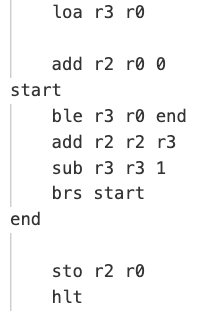 loa r3 r0
add r2 r0 0
start
ble r3 r0 end
add r2 r2 r3
sub r3 r3 1
brs start
end
sto r2 r0
hlt